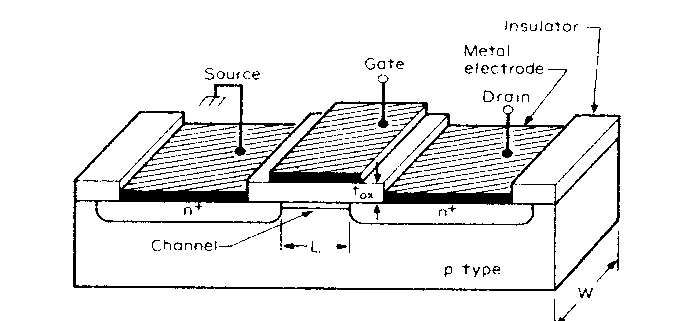 Insulator
Metal
electrode
Gate
Source
Drain
tox
n+
n+
Channel
L
p type
W